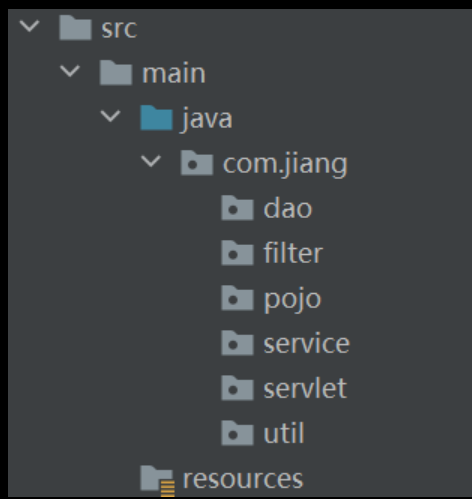 src
main
java
com.jiang
dao
filter
pojo
service
servlet
util
resources